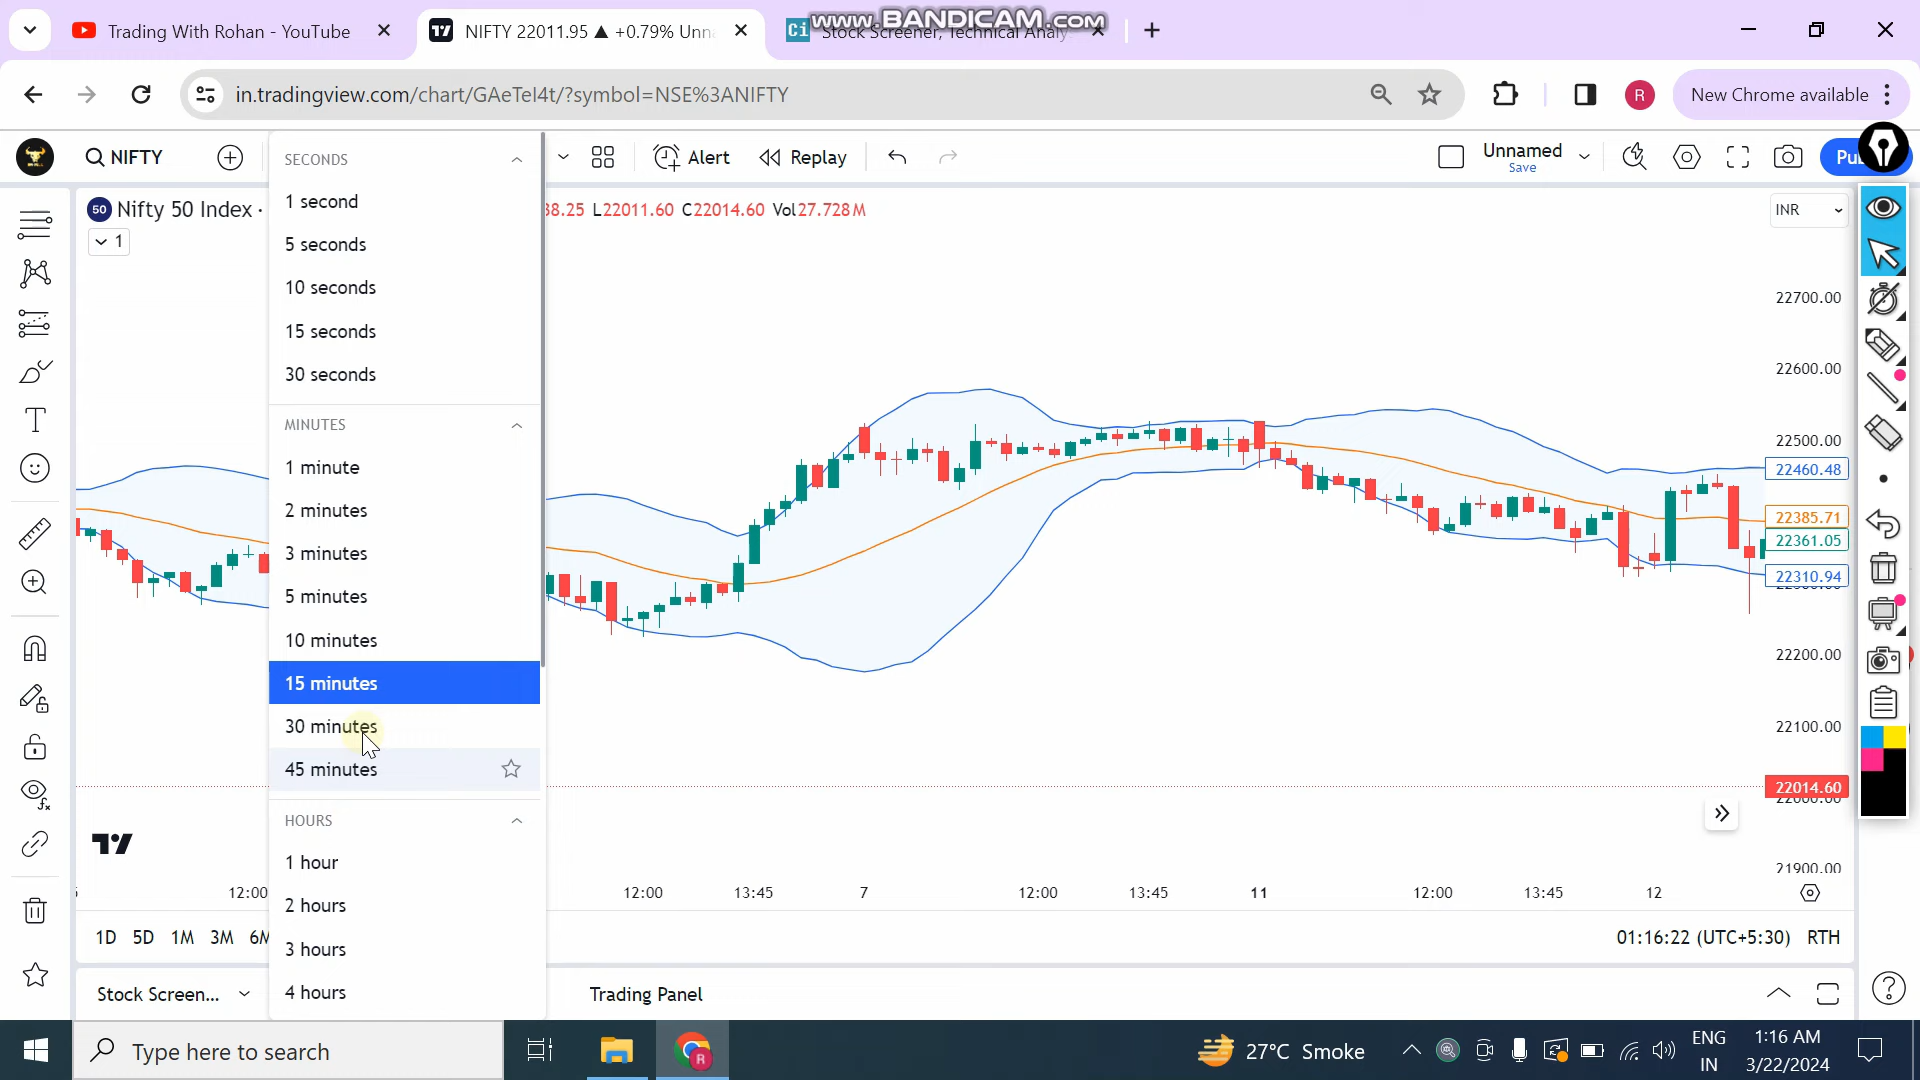 www.BANDICAM.com
Trading With Rohan - YouTube
NIFTY 22011.95 ▲ +0.79% Unna
Stock Screener, Technical Analy
in.tradingview.com/chart/GAeTeI4t/?symbol=NSE%3ANIFTY
R
New Chrome available
NIFTY
Alert
Replay
Unnamed
Save
Pu
50 Nifty 50 Index ·
38.25 L22011.60 C22014.60 Vol27.728M
INR
1
SECONDS
1 second
5 seconds
10 seconds
15 seconds
30 seconds
MINUTES
1 minute
2 minutes
3 minutes
5 minutes
10 minutes
15 minutes
30 minutes
45 minutes
HOURS
1 hour
2 hours
3 hours
4 hours
22700.00
22600.00
22500.00
22460.48
22385.71
22361.05
22310.94
22200.00
22100.00
22014.60
22000.00
21900.00
12:00
12:00
13:45
7
12:00
13:45
11
12:00
13:45
12
1D 5D 1M 3M 6M
01:16:22 (UTC+5:30) RTH
Stock Screen...
Trading Panel
Type here to search
27°C Smoke
ENG
IN
1:16 AM
3/22/2024